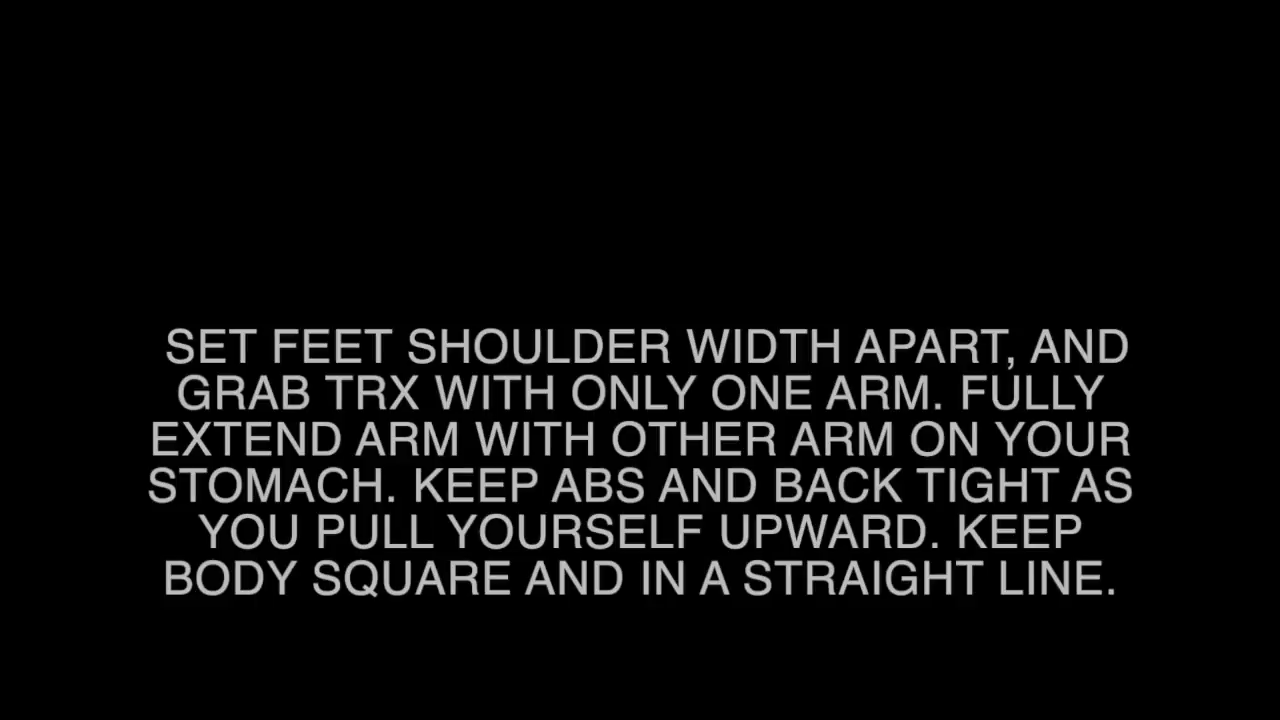 SET FEET SHOULDER WIDTH APART, AND
GRAB TRX WITH ONLY ONE ARM. FULLY
EXTEND ARM WITH OTHER ARM ON YOUR
STOMACH. KEEP ABS AND BACK TIGHT AS
YOU PULL YOURSELF UPWARD. KEEP
BODY SQUARE AND IN A STRAIGHT LINE.